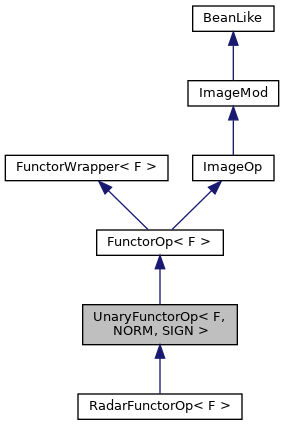 BeanLike
ImageMod
FunctorWrapper< F >
ImageOp
FunctorOp< F >
UnaryFunctorOp< F,
NORM, SIGN >
RadarFunctorOp< F >